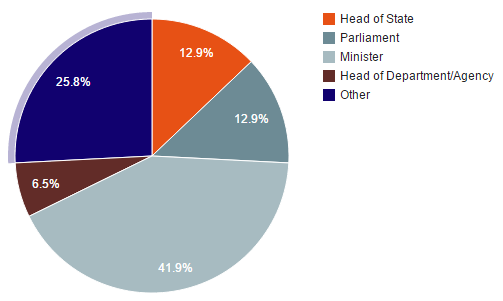 12.9%
12.9%
41.9%
6.5%
25.8%
Head of State
Parliament
Minister
Head of Department/Agency
Other